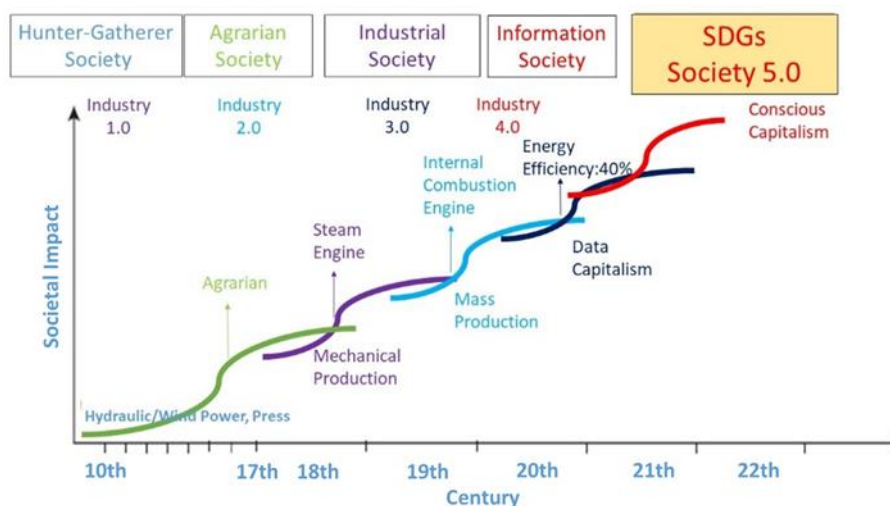 Hunter-Gatherer
Society
Agrarian
Society
Industrial
Society
Information
Society
SDGs
Society 5.0
Industry
1.0
Industry
2.0
Industry
3.0
Industry
4.0
Conscious
Capitalism
Energy
Efficiency:40%
Internal
Combustion
Engine
Steam
Engine
Agrarian
Data
Capitalism
Mass
Production
Mechanical
Production
Hydraulic/Wind Power, Press
Societal Impact
10th 17th 18th 19th 20th 21th 22th
Century